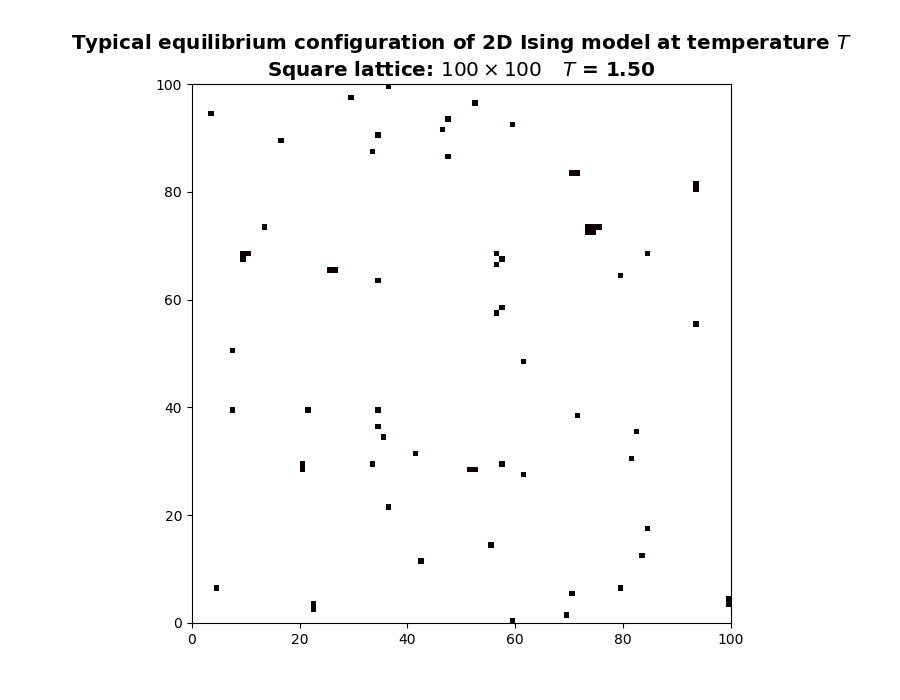 Typical equilibrium configuration of 2D Ising model at temperature T
Square lattice: 100 × 100 T = 1.50
100
80
60
40
20
0
0 20 40 60 80 100